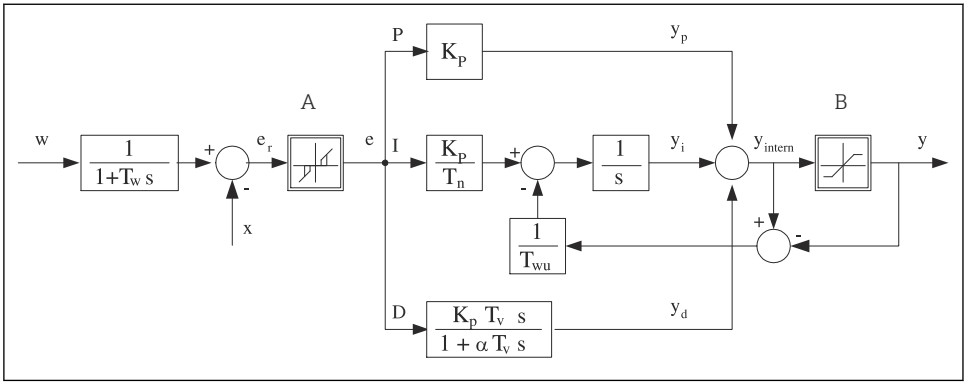 P
K_P
y_p
A
B
w
1
1+T_w s
+
-
e_r
e
I
K_P
T_n
+
-
1
s
y_i
y_intern
y
x
1
T_wu
+
-
D
K_p T_v s
1 + α T_v s
y_d